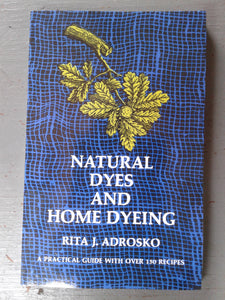 NATURAL
DYES
AND
HOME DYEING
RITA J. ADROSKO
A PRACTICAL GUIDE WITH OVER 150 RECIPES